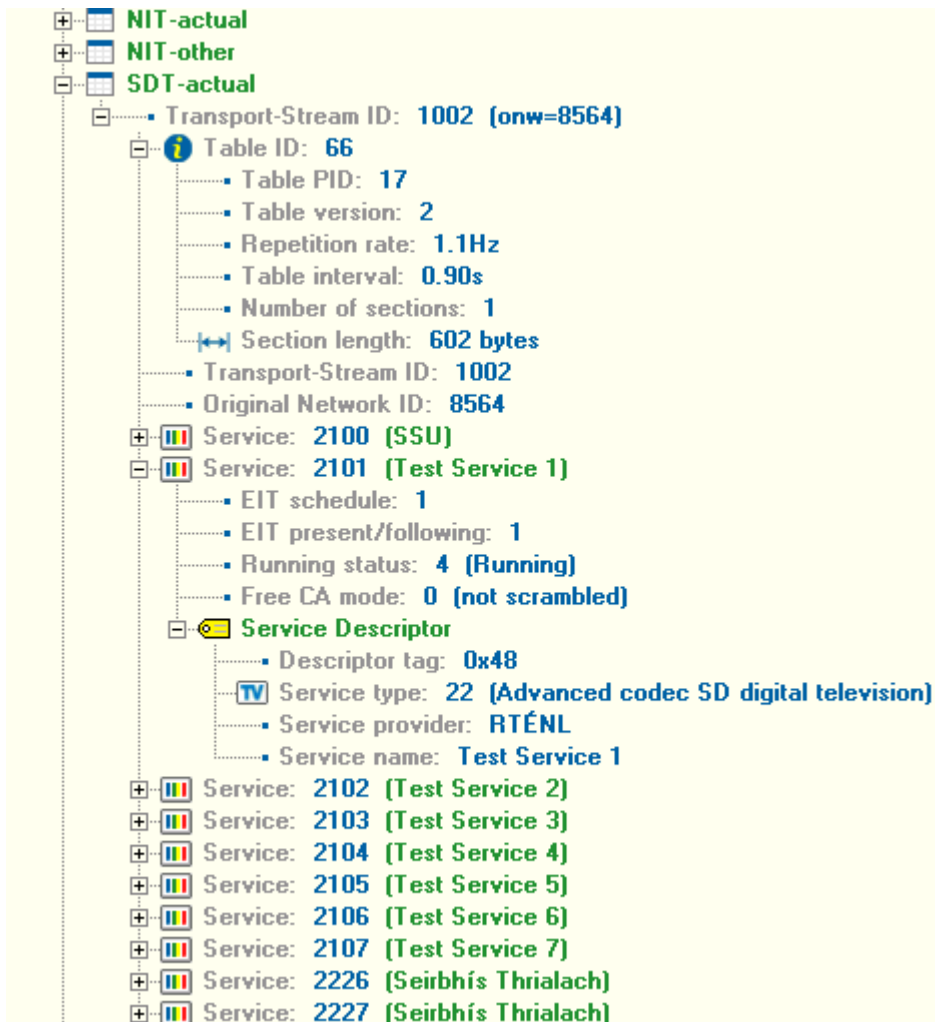 NIT-actual
NIT-other
SDT-actual
Transport-Stream ID: 1002 (onw=8564)
Table ID: 66
Table PID: 17
Table version: 2
Repetition rate: 1.1Hz
Table interval: 0.90s
Number of sections: 1
Section length: 602 bytes
Transport-Stream ID: 1002
Original Network ID: 8564
Service: 2100 (SSU)
Service: 2101 (Test Service 1)
EIT schedule: 1
EIT present/following: 1
Running status: 4 (Running)
Free CA mode: 0 (not scrambled)
Service Descriptor
Descriptor tag: 0x48
TV Service type: 22 (Advanced codec SD digital television)
Service provider: RTÉNL
Service name: Test Service 1
Service: 2102 (Test Service 2)
Service: 2103 (Test Service 3)
Service: 2104 (Test Service 4)
Service: 2105 (Test Service 5)
Service: 2106 (Test Service 6)
Service: 2107 (Test Service 7)
Service: 2226 (Seirbhís Thrialach)
Service: 2227 (Seirbhís Thrialach)